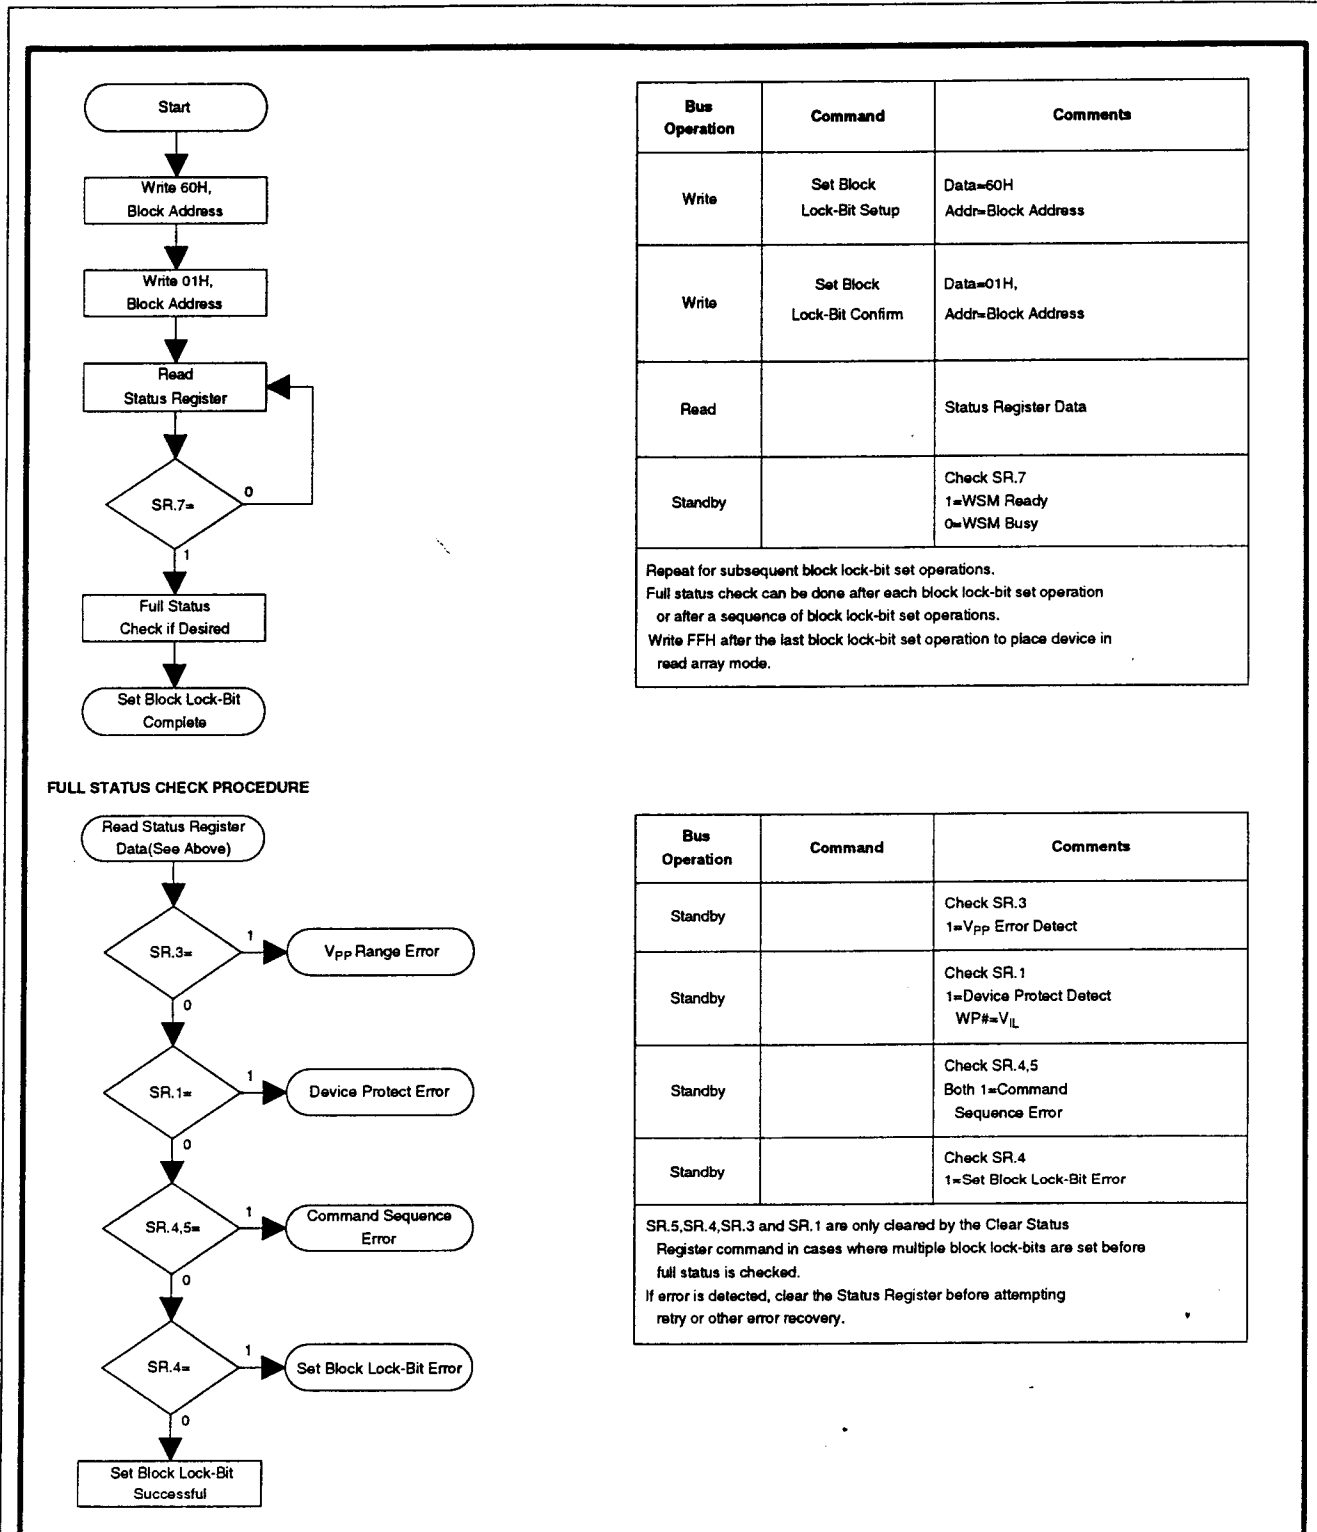 Start
Write 60H,
Block Address
Write 01H,
Block Address
Read
Status Register
SR.7=
0
1
Full Status
Check if Desired
Set Block Lock-Bit
Complete
Bus
Operation
Command
Comments
Write
Set Block
Lock-Bit Setup
Data=60H
Addr=Block Address
Write
Set Block
Lock-Bit Confirm
Data=01H,
Addr=Block Address
Read
Status Register Data
Standby
Check SR.7
1=WSM Ready
0=WSM Busy
Repeat for subsequent block lock-bit set operations.
Full status check can be done after each block lock-bit set operation
or after a sequence of block lock-bit set operations.
Write FFH after the last block lock-bit set operation to place device in
read array mode.
FULL STATUS CHECK PROCEDURE
Read Status Register
Data(See Above)
SR.3=
1
VPP Range Error
0
SR.1=
1
Device Protect Error
0
SR.4,5=
1
Command Sequence
Error
0
SR.4=
1
Set Block Lock-Bit Error
0
Set Block Lock-Bit
Successful
Bus
Operation
Command
Comments
Standby
Check SR.3
1=VPP Error Detect
Standby
Check SR.1
1=Device Protect Detect
WP#=VIL
Standby
Check SR.4,5
Both 1=Command
Sequence Error
Standby
Check SR.4
1=Set Block Lock-Bit Error
SR.5,SR.4,SR.3 and SR.1 are only cleared by the Clear Status
Register command in cases where multiple block lock-bits are set before
full status is checked.
If error is detected, clear the Status Register before attempting
retry or other error recovery.